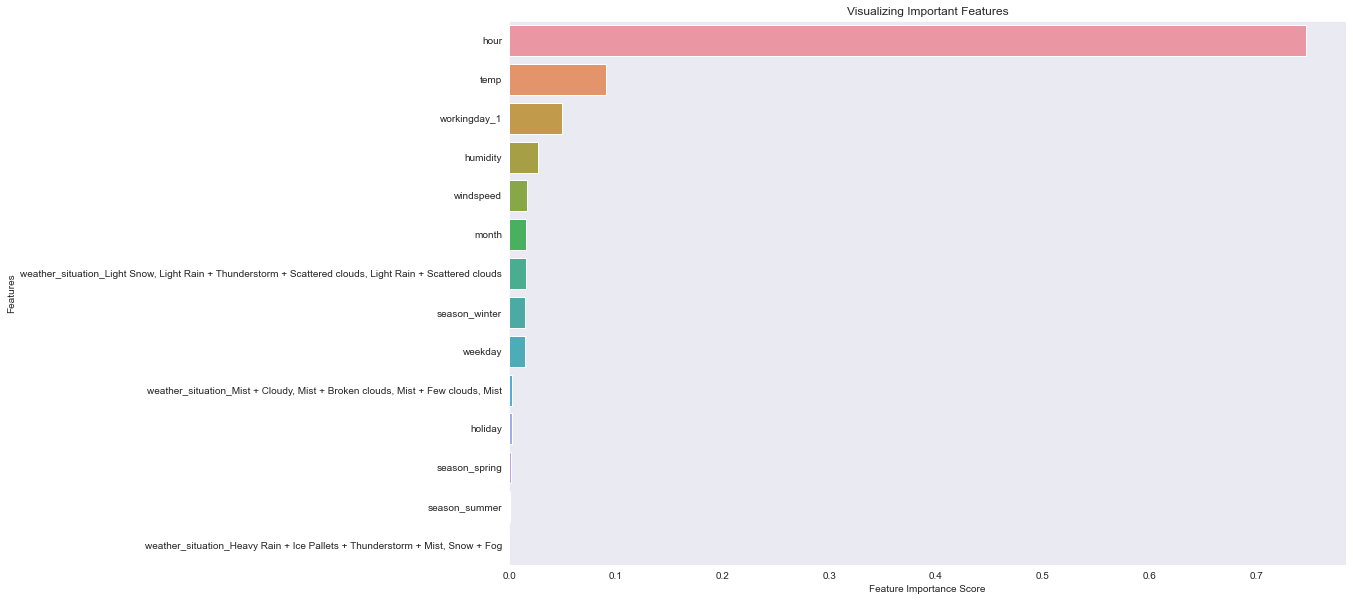 Visualizing Important Features
hour
temp
workingday_1
humidity
windspeed
month
weather_situation_Light Snow, Light Rain + Thunderstorm + Scattered clouds, Light Rain + Scattered clouds
season_winter
weekday
weather_situation_Mist + Cloudy, Mist + Broken clouds, Mist + Few clouds, Mist
holiday
season_spring
season_summer
weather_situation_Heavy Rain + Ice Pallets + Thunderstorm + Mist, Snow + Fog
Features
0.0 0.1 0.2 0.3 0.4 0.5 0.6 0.7
Feature Importance Score